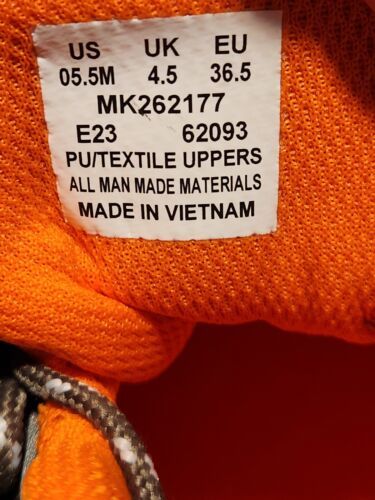 US UK EU
05.5M 4.5 36.5
MK262177
E23 62093
PU/TEXTILE UPPERS
ALL MAN MADE MATERIALS
MADE IN VIETNAM